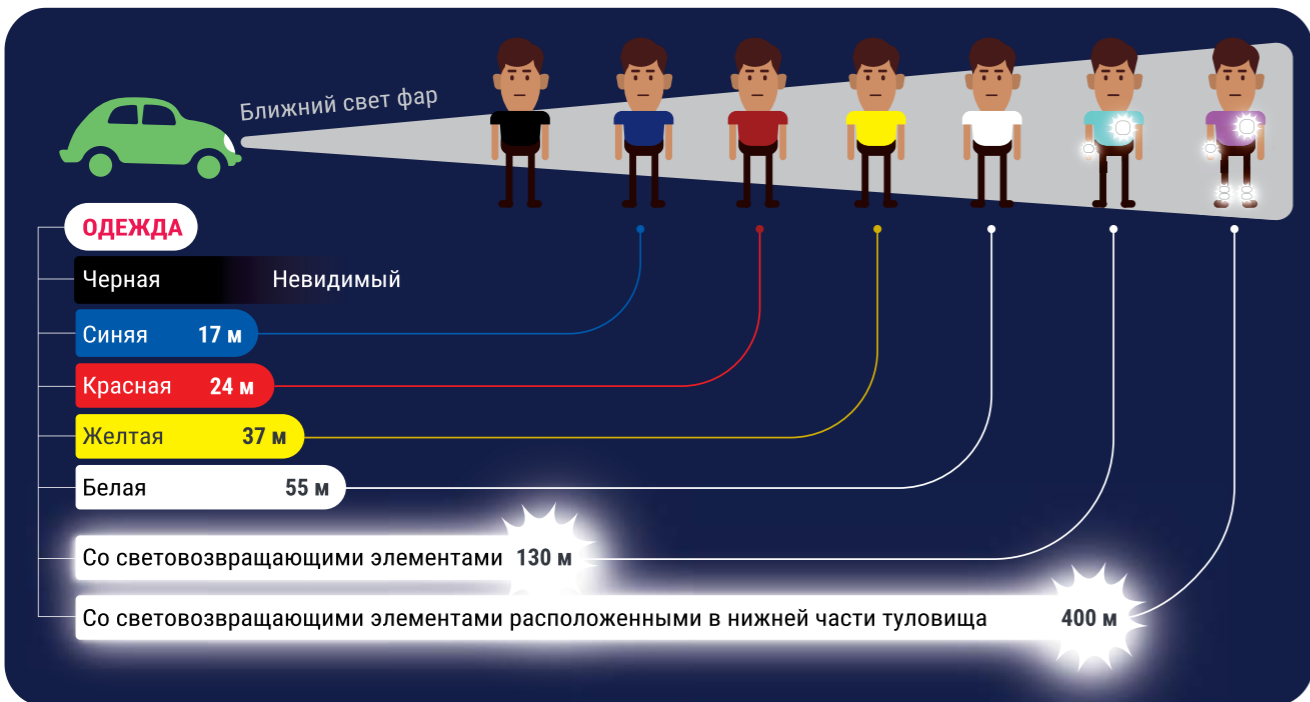 Ближний свет фар
ОДЕЖДА
Черная Невидимый
Синяя 17 м
Красная 24 м
Желтая 37 м
Белая 55 м
Со световозвращающими элементами 130 м
Со световозвращающими элементами расположенными в нижней части туловища 400 м